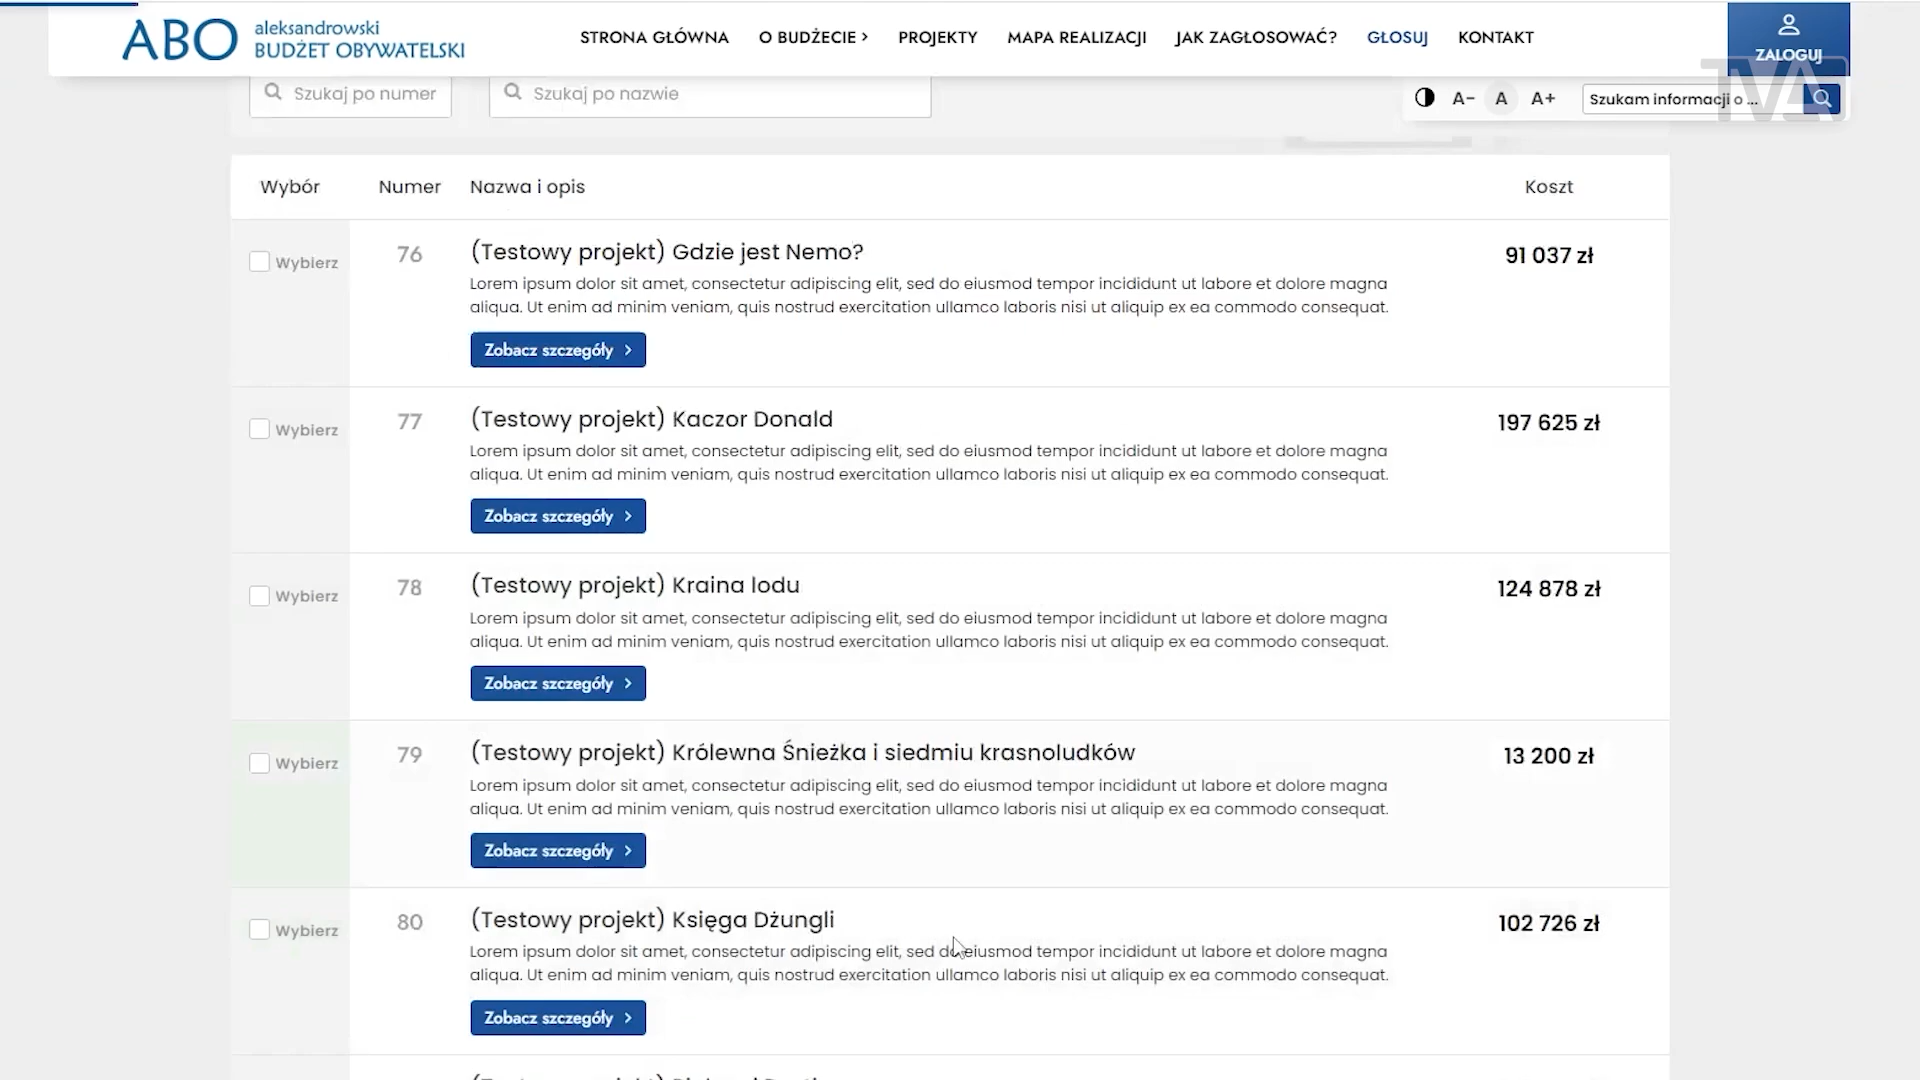 ABO aleksandrowski
BUDŻET OBYWATELSKI
STRONA GŁÓWNA
O BUDŻECIE
PROJEKTY
MAPA REALIZACJI
JAK ZAGŁOSOWAĆ?
GŁOSUJ
KONTAKT
ZALOGUJ
TVA
Szukaj po numer
Szukaj po nazwie
A- A A+
Szukam informacji o ...
Wybór Numer Nazwa i opis Koszt
Wybierz 76 (Testowy projekt) Gdzie jest Nemo? 91 037 zł
Lorem ipsum dolor sit amet, consectetur adipiscing elit, sed do eiusmod tempor incididunt ut labore et dolore magna
aliqua. Ut enim ad minim veniam, quis nostrud exercitation ullamco laboris nisi ut aliquip ex ea commodo consequat.
Zobacz szczegóły
Wybierz 77 (Testowy projekt) Kaczor Donald 197 625 zł
Lorem ipsum dolor sit amet, consectetur adipiscing elit, sed do eiusmod tempor incididunt ut labore et dolore magna
aliqua. Ut enim ad minim veniam, quis nostrud exercitation ullamco laboris nisi ut aliquip ex ea commodo consequat.
Zobacz szczegóły
Wybierz 78 (Testowy projekt) Kraina lodu 124 878 zł
Lorem ipsum dolor sit amet, consectetur adipiscing elit, sed do eiusmod tempor incididunt ut labore et dolore magna
aliqua. Ut enim ad minim veniam, quis nostrud exercitation ullamco laboris nisi ut aliquip ex ea commodo consequat.
Zobacz szczegóły
Wybierz 79 (Testowy projekt) Królewna Śnieżka i siedmiu krasnoludków 13 200 zł
Lorem ipsum dolor sit amet, consectetur adipiscing elit, sed do eiusmod tempor incididunt ut labore et dolore magna
aliqua. Ut enim ad minim veniam, quis nostrud exercitation ullamco laboris nisi ut aliquip ex ea commodo consequat.
Zobacz szczegóły
Wybierz 80 (Testowy projekt) Księga Dżungli 102 726 zł
Lorem ipsum dolor sit amet, consectetur adipiscing elit, sed do eiusmod tempor incididunt ut labore et dolore magna
aliqua. Ut enim ad minim veniam, quis nostrud exercitation ullamco laboris nisi ut aliquip ex ea commodo consequat.
Zobacz szczegóły